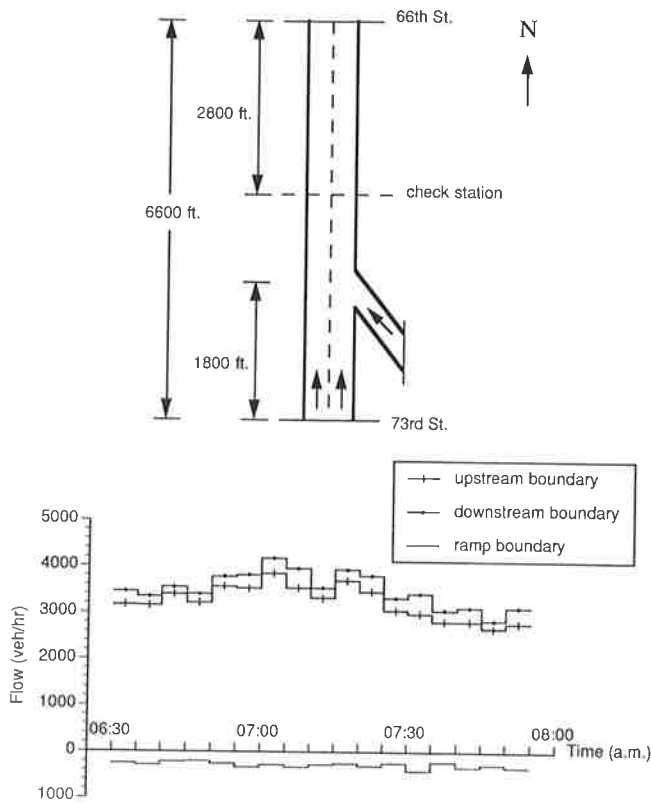 66th St.
N
2800 ft.
check station
6600 ft.
1800 ft.
73rd St.
upstream boundary
downstream boundary
ramp boundary
5000
4000
3000
2000
1000
0
1000
Flow (veh/hr)
06:30
07:00
07:30
08:00
Time (a.m.)